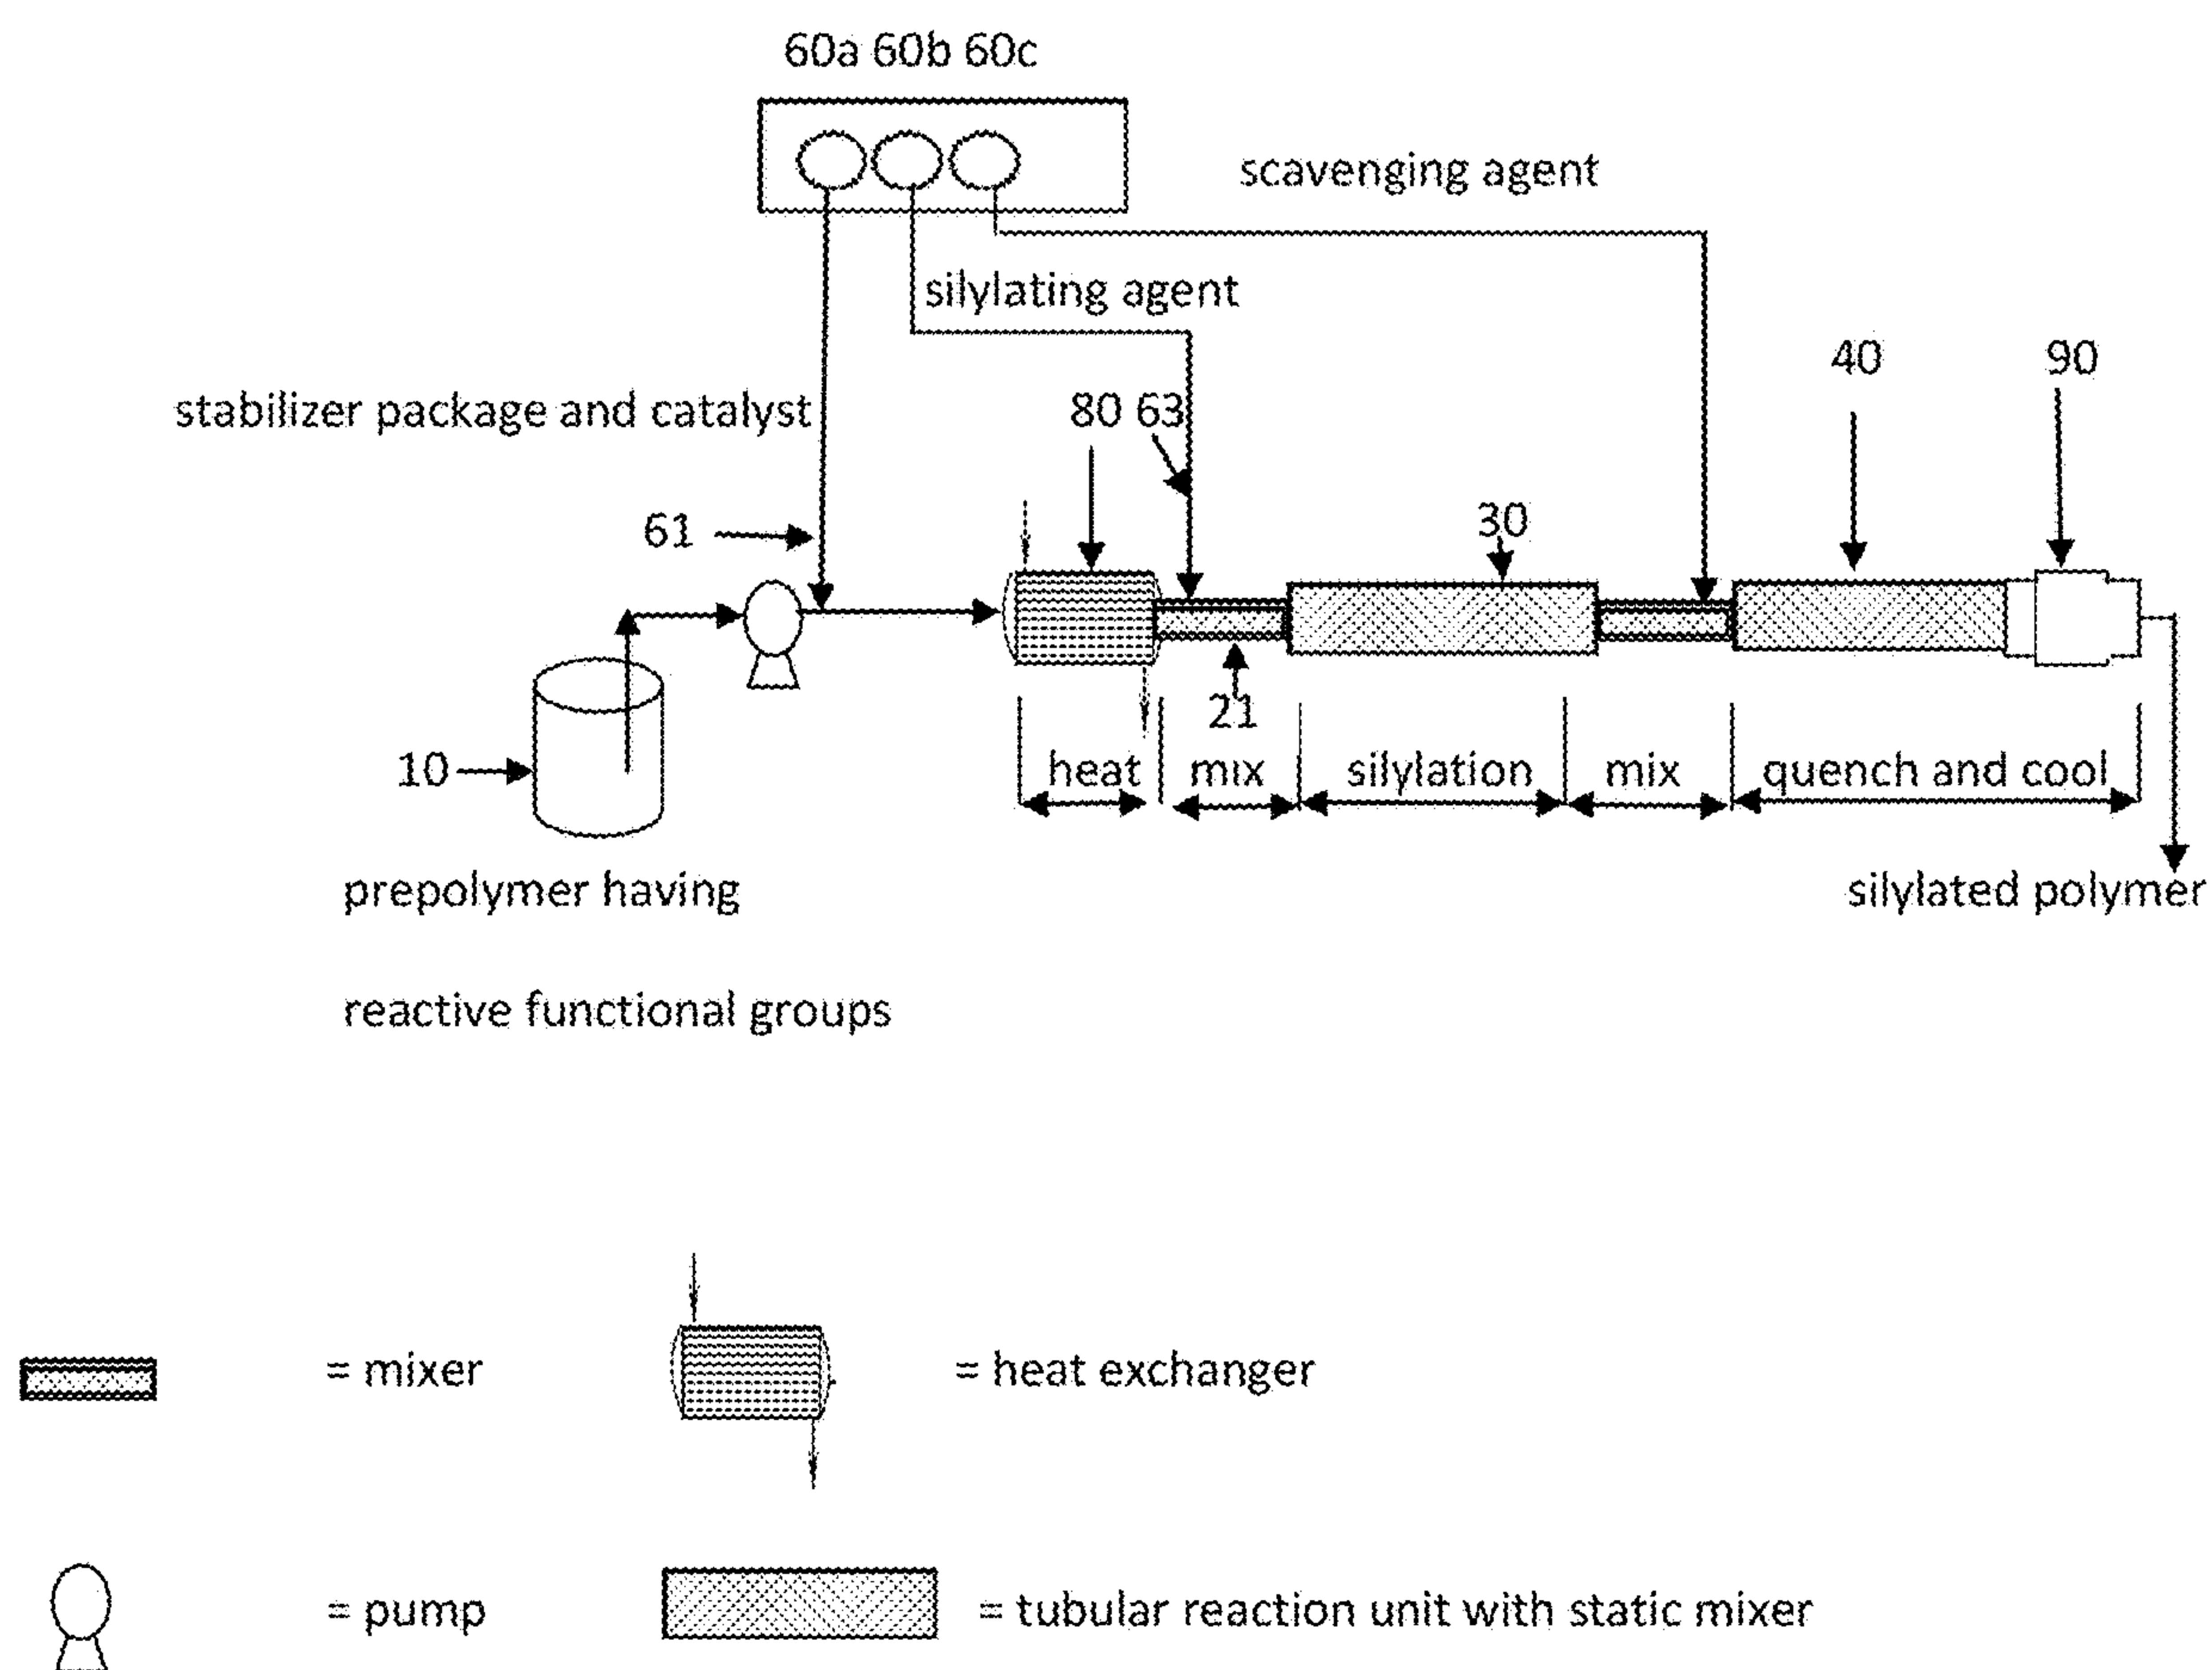 60a 60b 60c
scavenging agent
silylating agent
40
90
stabilizer package and catalyst
80 63
61
30
21
10
heat
mix
silylation
mix
quench and cool
prepolymer having
silylated polymer
reactive functional groups
= mixer
= heat exchanger
= pump
= tubular reaction unit with static mixer